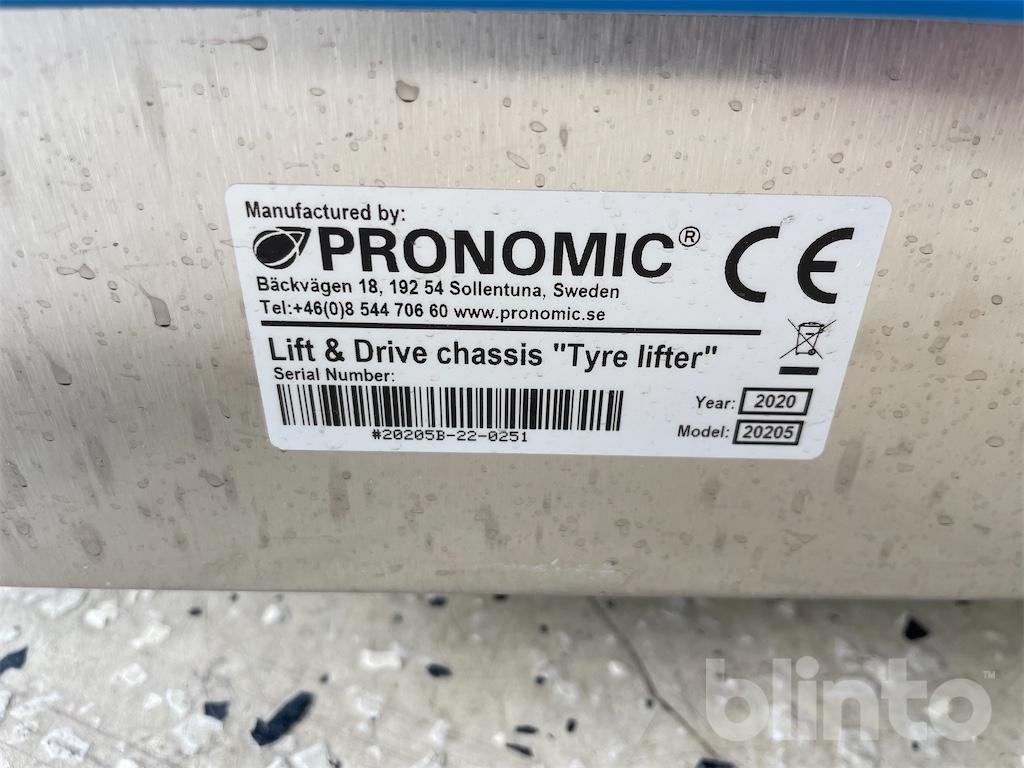 Manufactured by:
PRONOMIC®
CE
Bäckvägen 18, 192 54 Sollentuna, Sweden
Tel:+46(0)8 544 706 60 www.pronomic.se
Lift & Drive chassis "Tyre lifter"
Serial Number:
#20205B-22-0251
Year: 2020
Model: 20205
blinto™